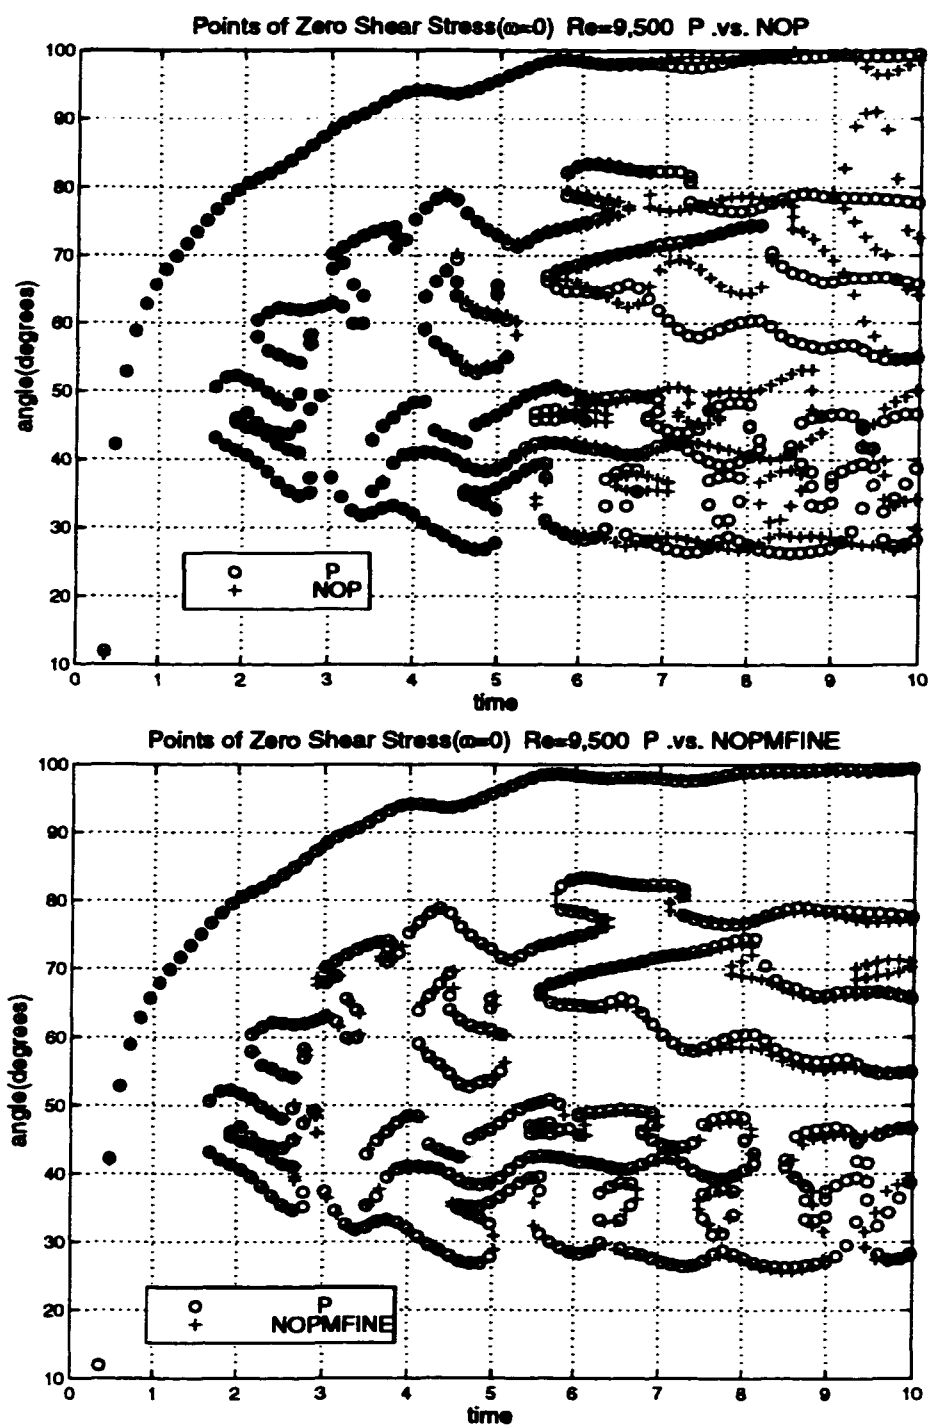 Points of Zero Shear Stress(ω=0) Re=9,500 P .vs. NOP
100
90
80
70
60
50
40
30
20
10
angle(degrees)
O P
+ NOP
0 1 2 3 4 5 6 7 8 9 10
time
Points of Zero Shear Stress(ω=0) Re=9,500 P .vs. NOPMFINE
100
90
80
70
60
50
40
30
20
10
angle(degrees)
O P
+ NOPMFINE
0 1 2 3 4 5 6 7 8 9 10
time